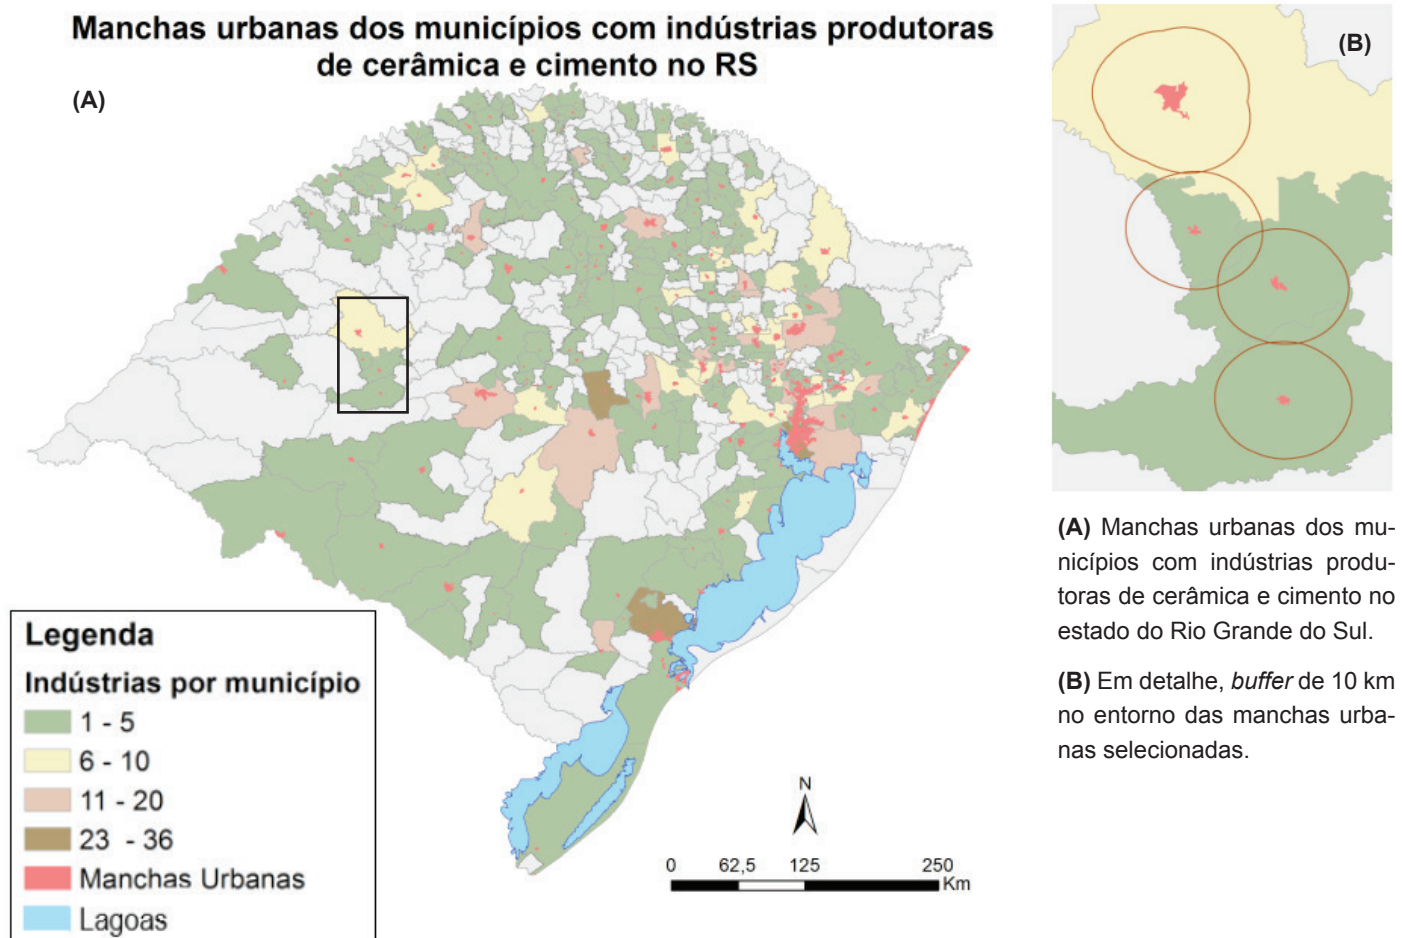 Manchas urbanas dos municípios com indústrias produtoras
de cerâmica e cimento no RS
(A)
(B)
Legenda
Indústrias por município
1 - 5
6 - 10
11 - 20
23 - 36
Manchas Urbanas
Lagoas
N
0 62,5 125 250
Km
(A) Manchas urbanas dos mu-
nicípios com indústrias produ-
toras de cerâmica e cimento no
estado do Rio Grande do Sul.
(B) Em detalhe, buffer de 10 km
no entorno das manchas urba-
nas selecionadas.